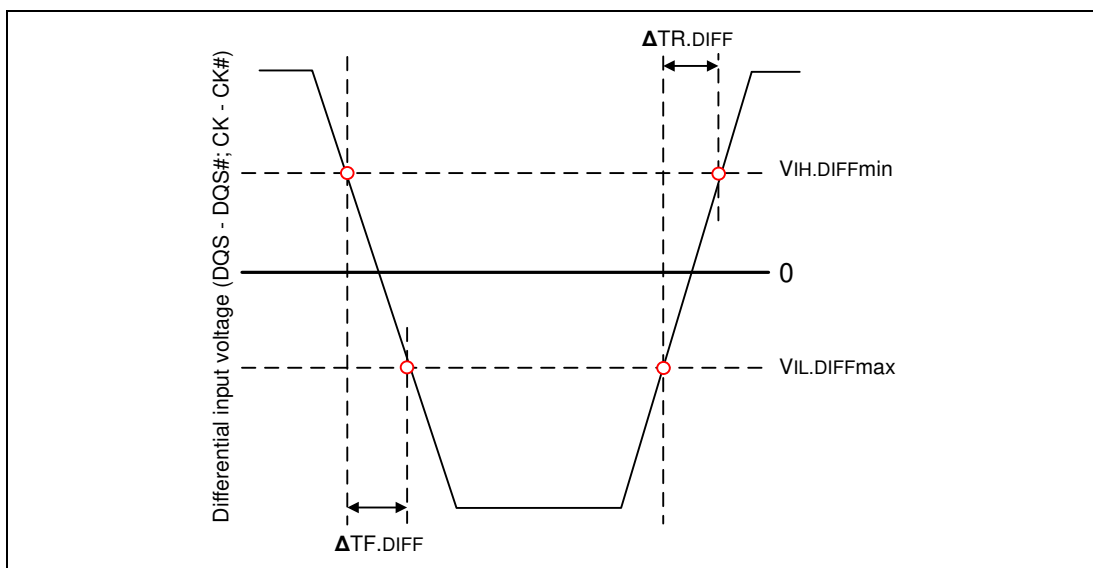 ΔTR.DIFF
Differential input voltage (DQS - DQS#; CK - CK#)
VIH.DIFFmin
0
VIL.DIFFmax
ΔTF.DIFF